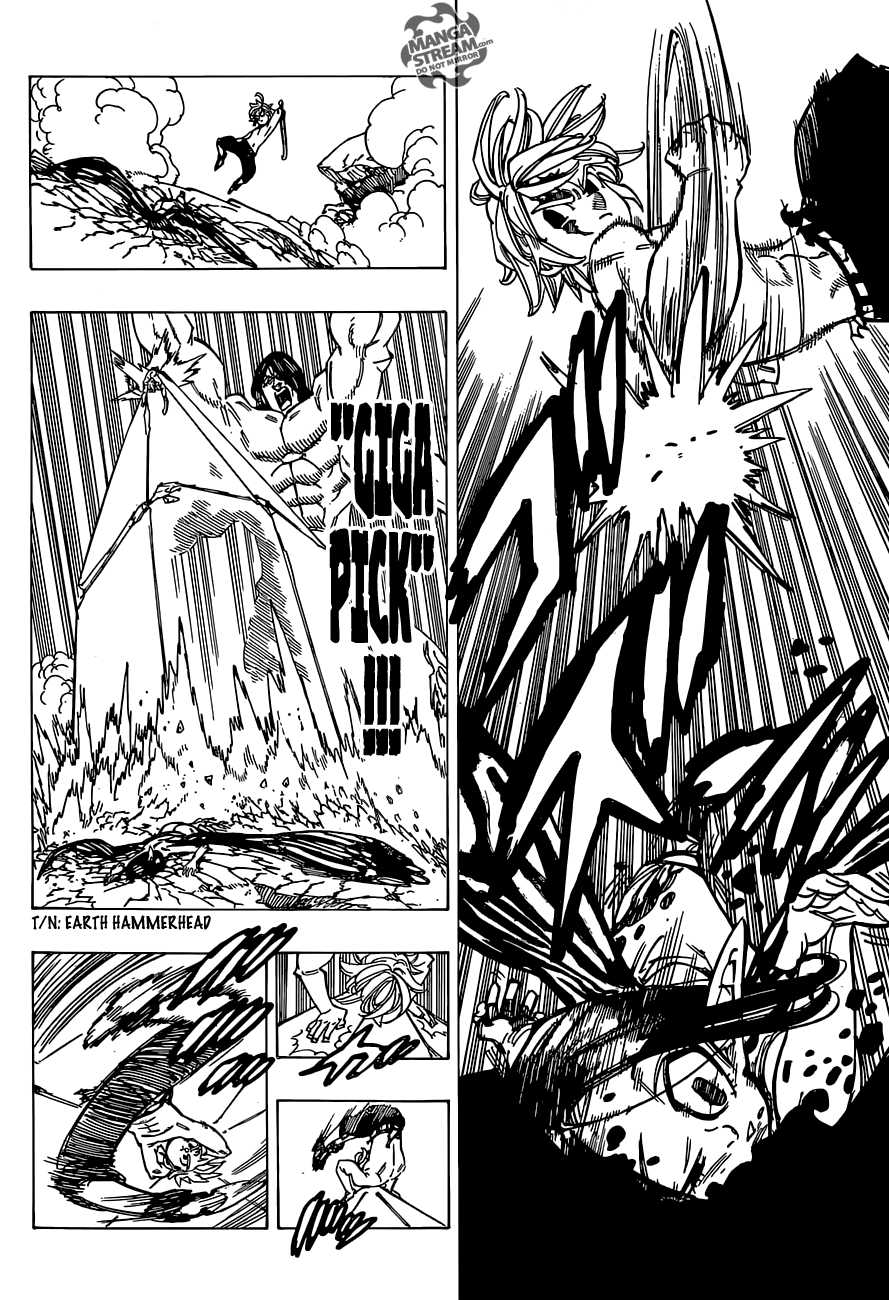 MANGA
STREAM.com
DO NOT MIRROR
"GIGA
PICK"
!!!
T/N: EARTH HAMMERHEAD